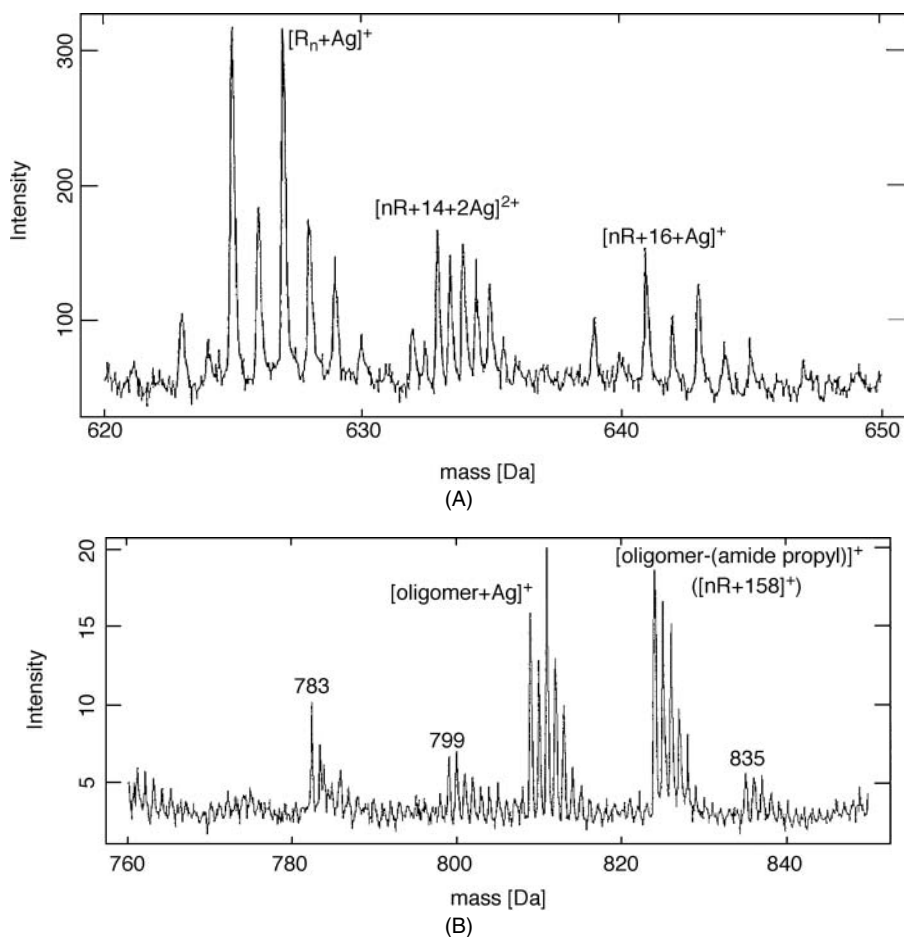 [Rn+Ag]+
300
[nR+14+2Ag]2+
200
[nR+16+Ag]+
100
Intensity
620
630
640
650
mass [Da]
(A)
20
[oligomer-(amide propyl)]+
[oligomer+Ag]+
([nR+158]+)
15
783
10
799
835
5
Intensity
760
780
800
820
840
mass [Da]
(B)